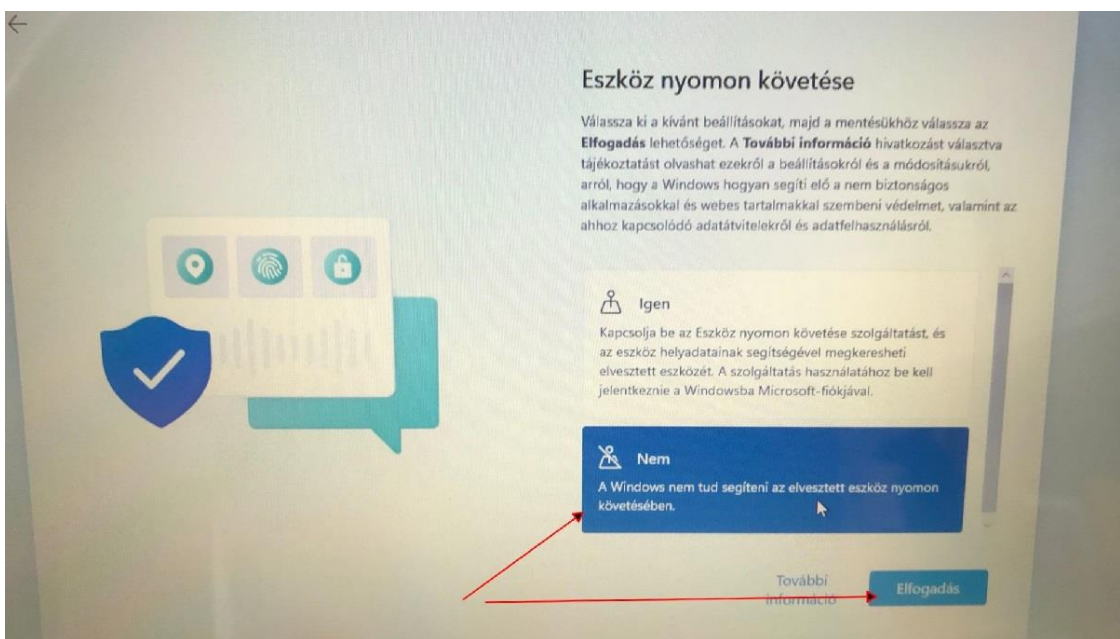 Eszköz nyomon követése
Válassza ki a kívánt beállításokat, majd a mentésükhöz válassza az
Elfogadás lehetőséget. A További információ hivatkozást választva
tájékoztatást olvashat ezekről a beállításokról és a módosításukról,
arról, hogy a Windows hogyan segíti elő a nem biztonságos
alkalmazásokkal és webes tartalmakkal szembeni védelmet, valamint az
ahhoz kapcsolódó adatátvitelekről és adatfelhasználásról.
Igen
Kapcsolja be az Eszköz nyomon követése szolgáltatást, és
az eszköz helyadatainak segítségével megkeresheti
elvesztett eszközét. A szolgáltatás használatához be kell
jelentkeznie a Windowsba Microsoft-fiókjával.
Nem
A Windows nem tud segíteni az elvesztett eszköz nyomon
követésében.
További
információ
Elfogadás